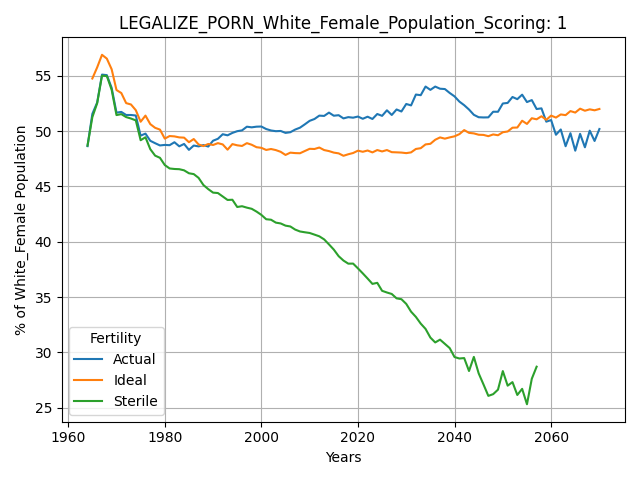 LEGALIZE_PORN_White_Female_Population_Scoring: 1
% of White_Female Population
55
50
45
40
35
30
25
Fertility
Actual
Ideal
Sterile
1960
1980
2000
2020
2040
2060
Years